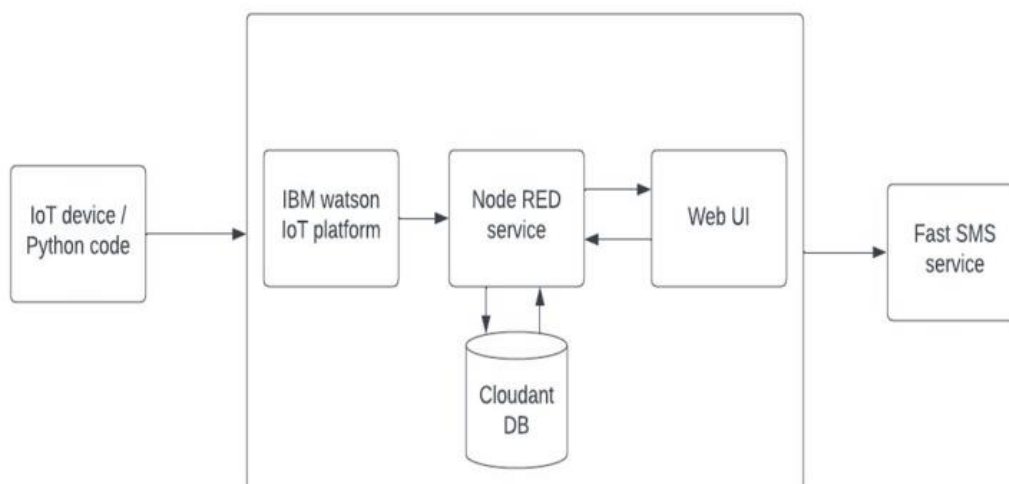 IoT device /
Python code
IBM watson
IoT platform
Node RED
service
Web UI
Cloudant
DB
Fast SMS
service